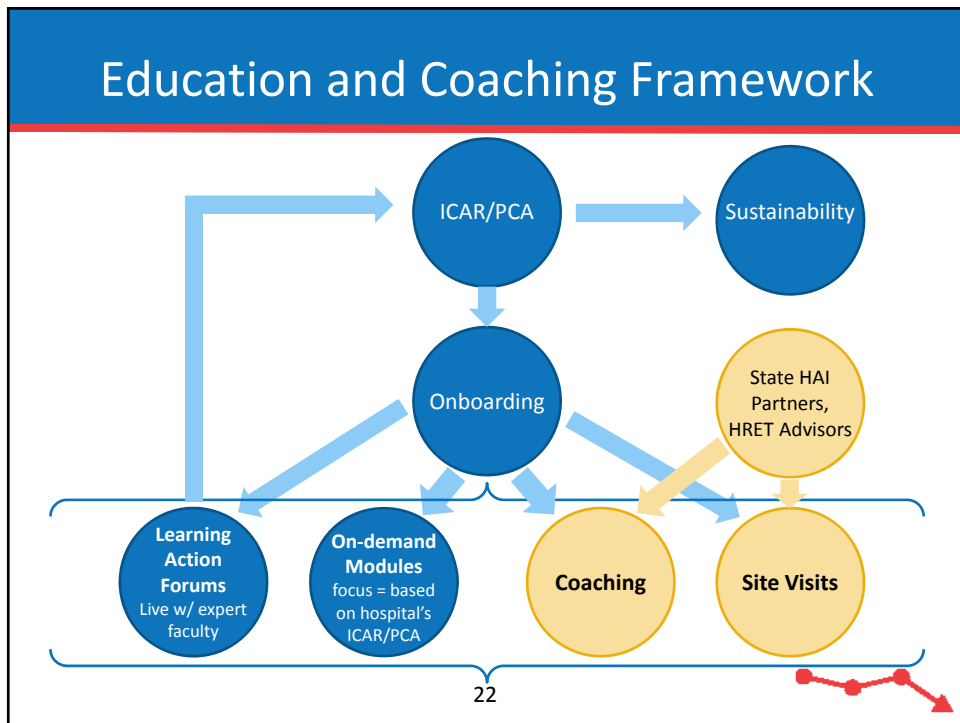 Education and Coaching Framework
ICAR/PCA
Sustainability
Onboarding
State HAI
Partners,
HRET Advisors
Learning
Action
Forums
Live w/ expert
faculty
On-demand
Modules
focus = based
on hospital's
ICAR/PCA
Coaching
Site Visits
22